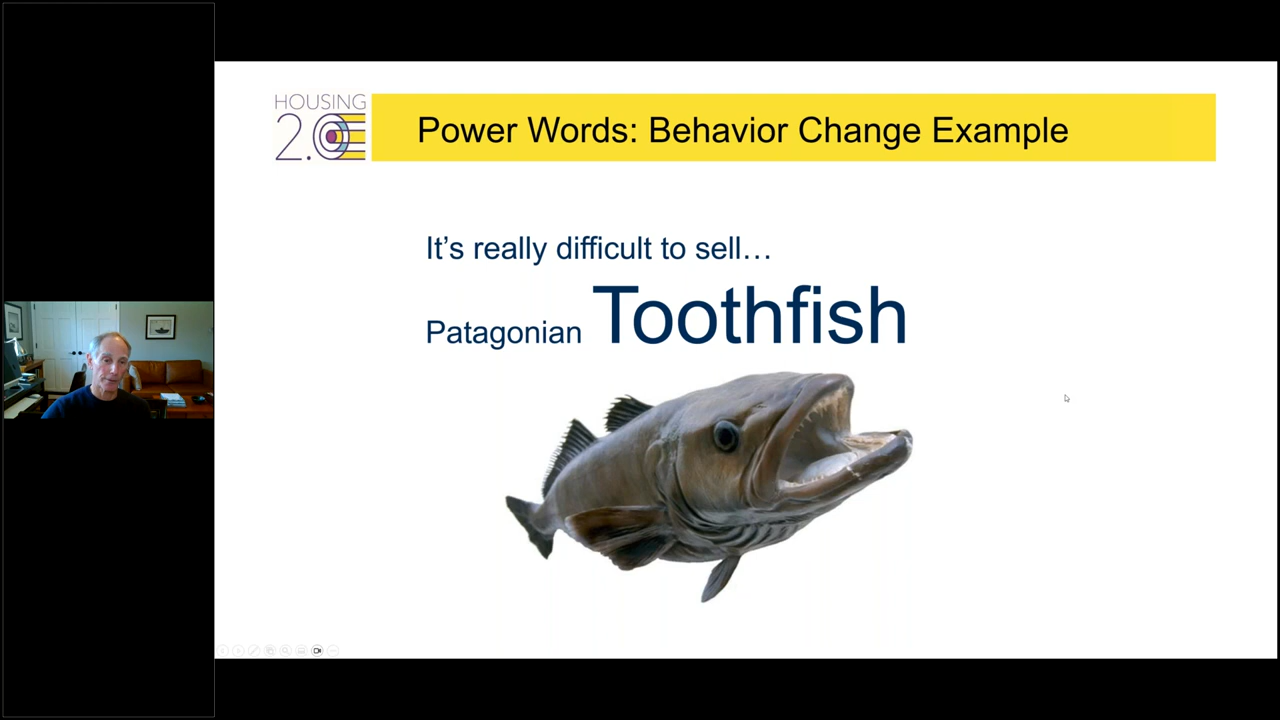 HOUSING
2.0
Power Words: Behavior Change Example
It's really difficult to sell…
Patagonian Toothfish